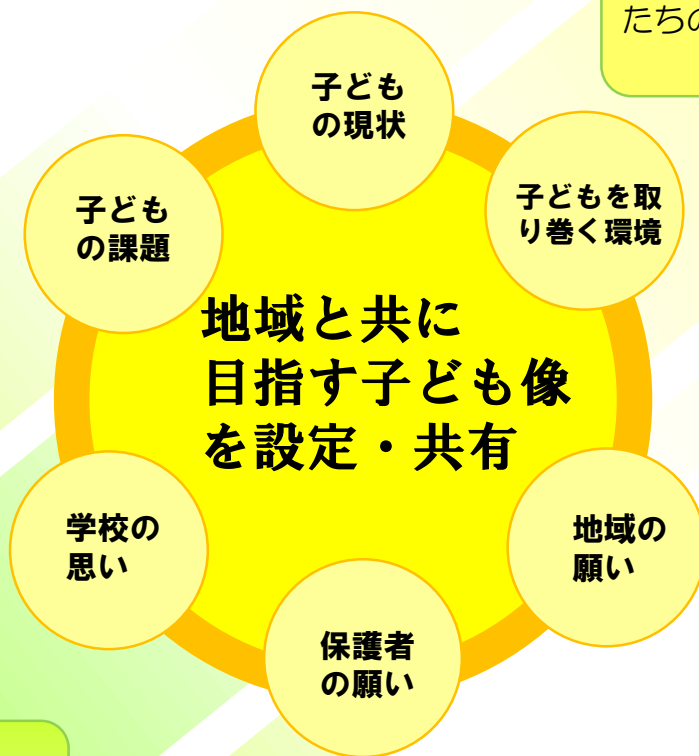 たちの
子ども
の現状
子どもを取
り巻く環境
子ども
の課題
地域と共に
目指す子ども像
を設定・共有
学校の
思い
地域の
願い
保護者
の願い